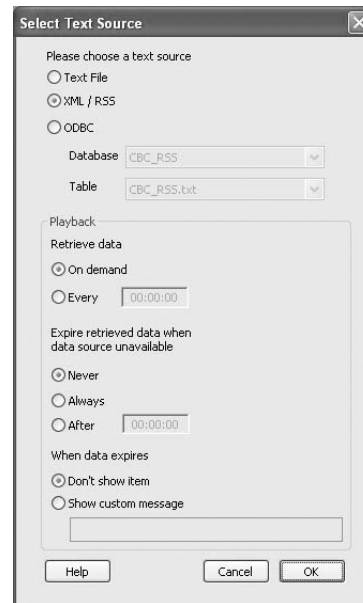 Select Text Source
Please choose a text source
Text File
XML / RSS
ODBC
Database CBC_RSS
Table CBC_RSS.txt
Playback
Retrieve data
On demand
Every 00:00:00
Expire retrieved data when
data source unavailable
Never
Always
After 00:00:00
When data expires
Don't show item
Show custom message
Help Cancel OK